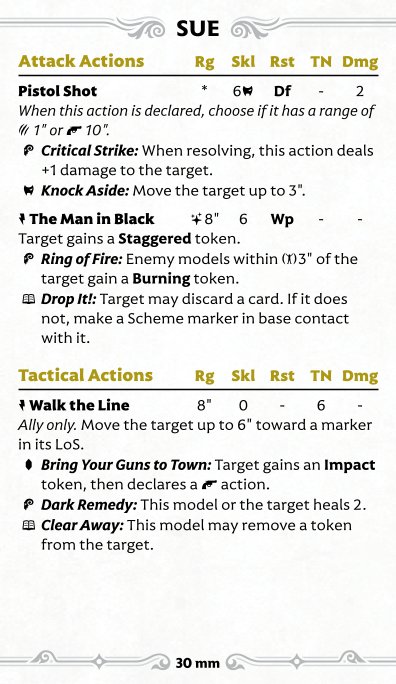 SUE
Attack Actions Rg Skl Rst TN Dmg
Pistol Shot * 6 Df - 2
When this action is declared, choose if it has a range of
1" or 10".
Critical Strike: When resolving, this action deals
+1 damage to the target.
Knock Aside: Move the target up to 3".
The Man in Black 8" 6 Wp - -
Target gains a Staggered token.
Ring of Fire: Enemy models within 3" of the
target gain a Burning token.
Drop It!: Target may discard a card. If it does
not, make a Scheme marker in base contact
with it.
Tactical Actions Rg Skl Rst TN Dmg
Walk the Line 8" 0 - 6 -
Ally only. Move the target up to 6" toward a marker
in its LoS.
Bring Your Guns to Town: Target gains an Impact
token, then declares a action.
Dark Remedy: This model or the target heals 2.
Clear Away: This model may remove a token
from the target.
30 mm